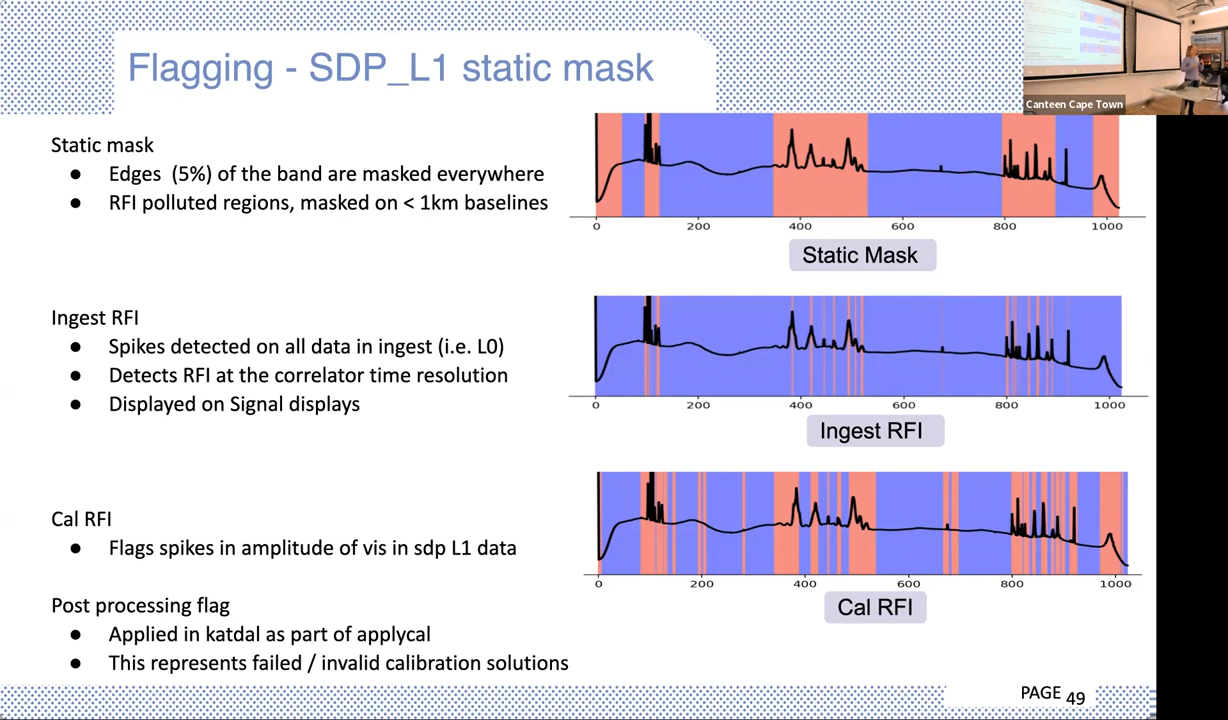 Flagging - SDP_L1 static mask
Canteen Cape Town
Static mask
● Edges (5%) of the band are masked everywhere
● RFI polluted regions, masked on < 1km baselines
0 200 400 600 800 1000
Static Mask
Ingest RFI
● Spikes detected on all data in ingest (i.e. L0)
● Detects RFI at the correlator time resolution
● Displayed on Signal displays
0 200 400 600 800 1000
Ingest RFI
Cal RFI
● Flags spikes in amplitude of vis in sdp L1 data
0 200 400 600 800 1000
Cal RFI
Post processing flag
● Applied in katdal as part of applycal
● This represents failed / invalid calibration solutions
PAGE 49